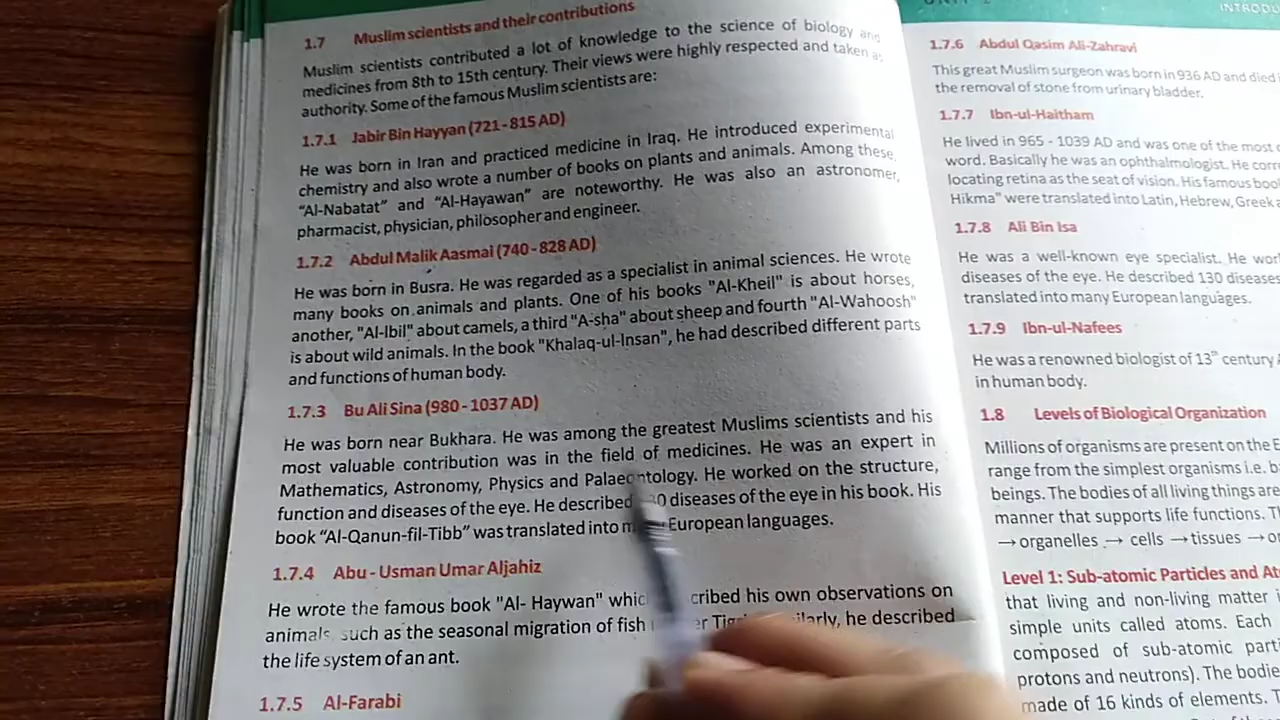 1.7 Muslim scientists and their contributions
Muslim scientists contributed a lot of knowledge to the science of biology and
medicines from 8th to 15th century. Their views were highly respected and taken as
authority. Some of the famous Muslim scientists are:
1.7.1 Jabir Bin Hayyan (721-815 AD)
He was born in Iran and practiced medicine in Iraq. He introduced experimental
chemistry and also wrote a number of books on plants and animals. Among these,
"Al-Nabatat" and "Al-Hayawan" are noteworthy. He was also an astronomer,
pharmacist, physician, philosopher and engineer.
1.7.2 Abdul Malik Aasmai (740-828 AD)
He was born in Busra. He was regarded as a specialist in animal sciences. He wrote
many books on animals and plants. One of his books "Al-Kheil" is about horses,
another, "Al-Ibil" about camels, a third "A-sha" about sheep and fourth "Al-Wahoosh"
is about wild animals. In the book "Khalaq-ul-Insan", he had described different parts
and functions of human body.
1.7.3 Bu Ali Sina (980-1037 AD)
He was born near Bukhara. He was among the greatest Muslims scientists and his
most valuable contribution was in the field of medicines. He was an expert in
Mathematics, Astronomy, Physics and Palaeontology. He worked on the structure,
function and diseases of the eye. He described diseases of the eye in his book. His
book "Al-Qanun-fil-Tibb" was translated into European languages.
1.7.4 Abu-Usman Umar Aljahiz
He wrote the famous book "Al- Haywan" his own observations on
animals, such as the seasonal migration of fish he described
the life system of an ant.
1.7.5 Al-Farabi
1.7.6 Abdul Qasim Ali-Zahravi
This great Muslim surgeon was born in 936 AD and died
the removal of stone from urinary bladder.
1.7.7 Ibn-ul-Haitham
He lived in 965 - 1039 AD and was one of the most
word. Basically he was an ophthalmologist. He
locating retina as the seat of vision. His famous
Hikma" were translated into Latin, Hebrew, Greek
1.7.8 Ali Bin Isa
He was a well-known eye specialist. He
diseases of the eye. He described 130 diseases
translated into many European languages.
1.7.9 Ibn-ul-Nafees
He was a renowned biologist of 13th century
in human body.
1.8 Levels of Biological Organization
Millions of organisms are present on the
range from the simplest organisms i.e.
beings. The bodies of all living things are
manner that supports life functions.
→organelles → cells →tissues →
Level 1: Sub-atomic Particles and
that living and non-living matter
simple units called atoms. Each
composed of sub-atomic
protons and neutrons). The
made of 16 kinds of elements.